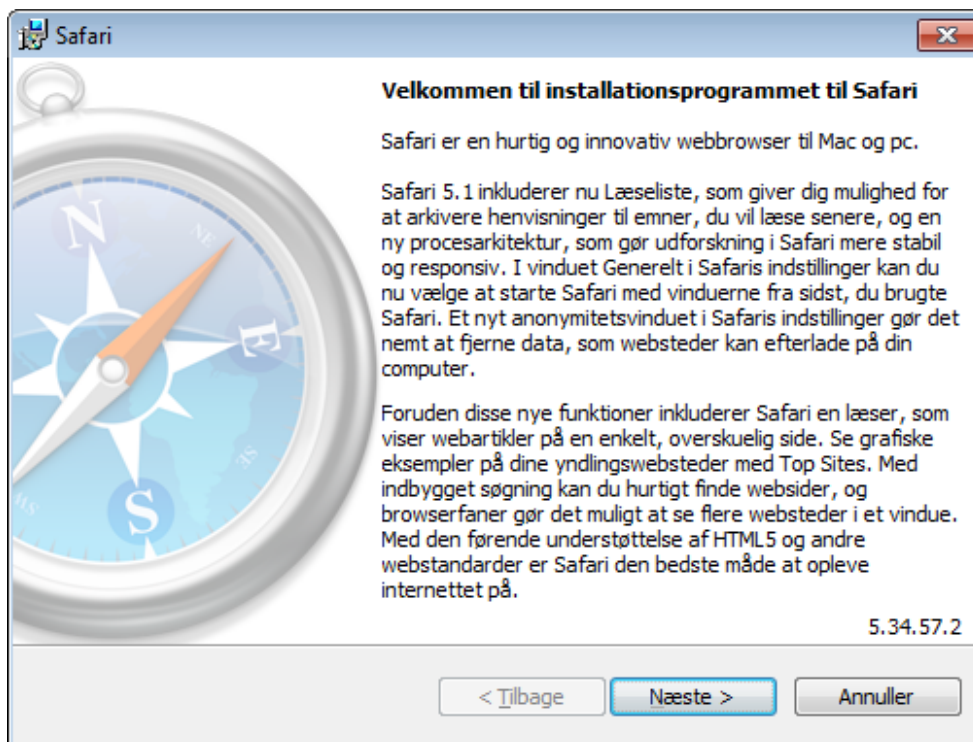 Safari
Velkommen til installationsprogrammet til Safari
Safari er en hurtig og innovativ webbrowser til Mac og pc.
Safari 5.1 inkluderer nu Læseliste, som giver dig mulighed for
at arkivere henvisninger til emner, du vil læse senere, og en
ny procesarkitektur, som gør udforskning i Safari mere stabil
og responsiv. I vinduet Generelt i Safaris indstillinger kan du
nu vælge at starte Safari med vinduerne fra sidst, du brugte
Safari. Et nyt anonymitetsvinduet i Safaris indstillinger gør det
nemt at fjerne data, som websteder kan efterlade på din
computer.
Foruden disse nye funktioner inkluderer Safari en læser, som
viser webartikler på en enkelt, overskuelig side. Se grafiske
eksempler på dine yndlingswebsteder med Top Sites. Med
indbygget søgning kan du hurtigt finde websider, og
browserfaner gør det muligt at se flere websteder i et vindue.
Med den førende understøttelse af HTML5 og andre
webstandarder er Safari den bedste måde at opleve
internettet på.
5.34.57.2
N
NE
E
SE
S
SW
< Tilbage
Næste >
Annuller